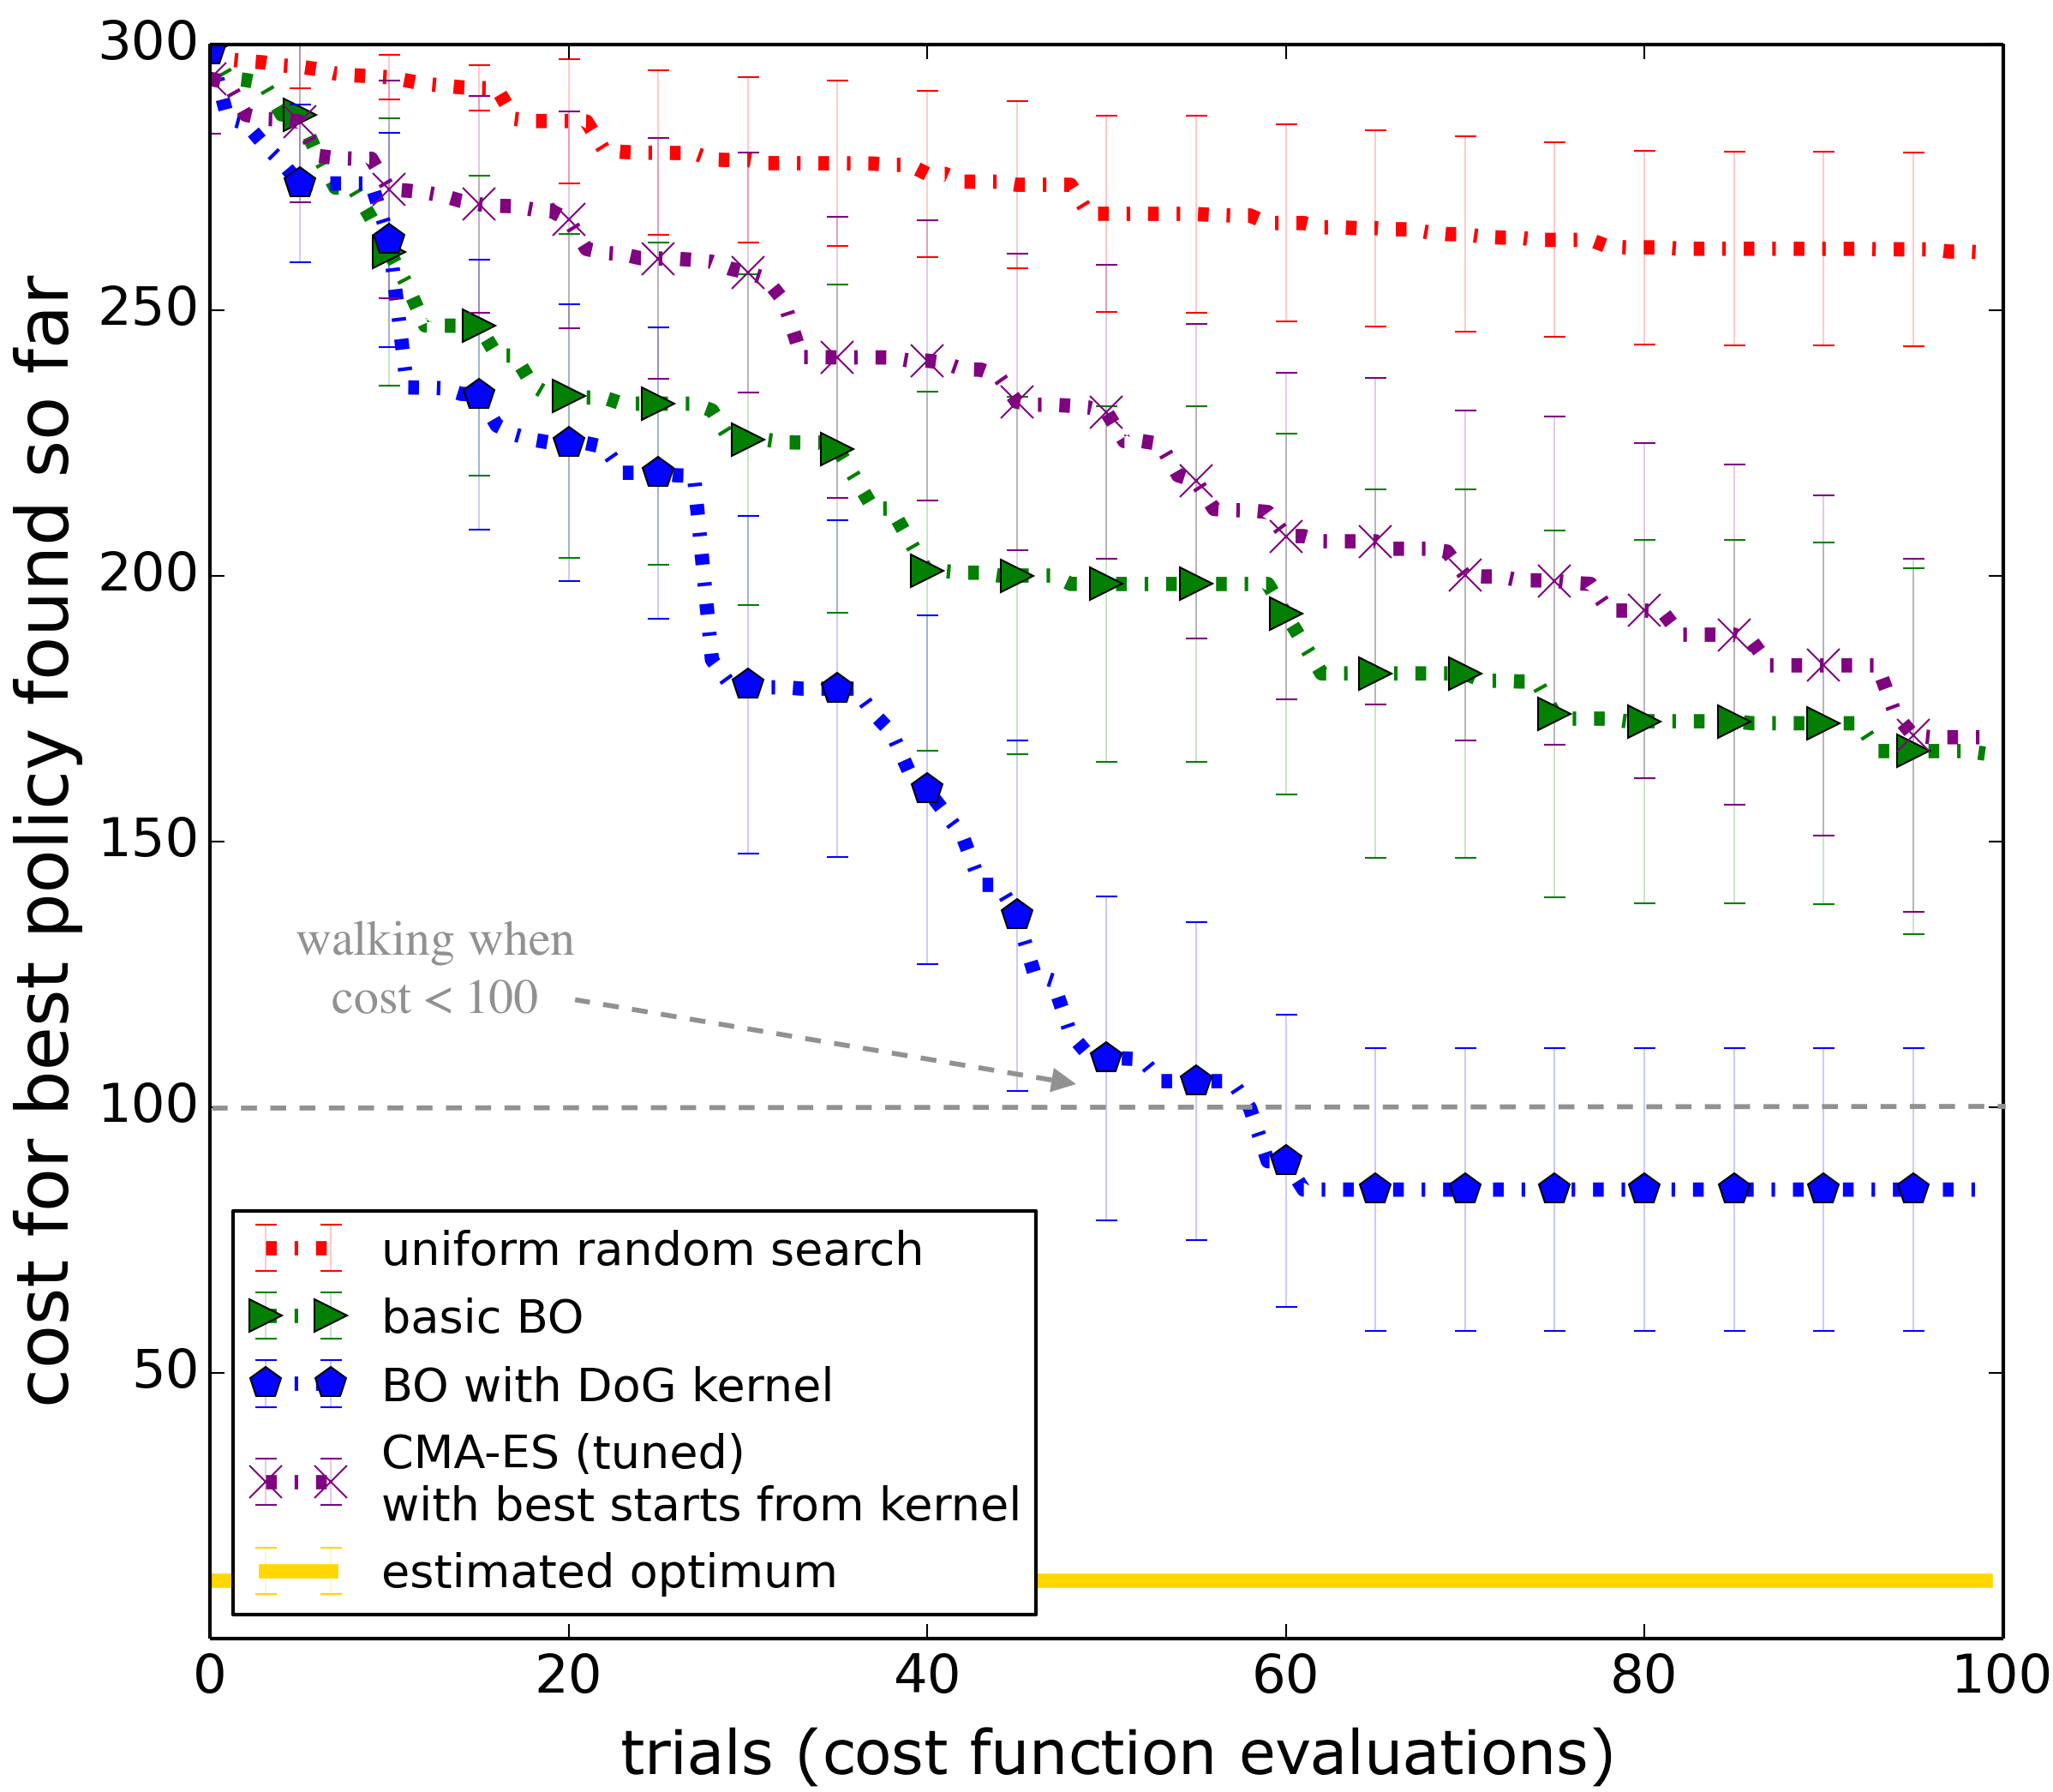 cost for best policy found so far
300
250
200
150
100
50
walking when
cost < 100
uniform random search
basic BO
BO with DoG kernel
CMA-ES (tuned)
with best starts from kernel
estimated optimum
0 20 40 60 80 100
trials (cost function evaluations)